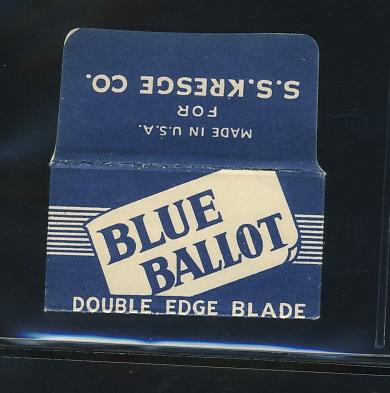 MADE IN U.S.A.
FOR
S.S. KRESGE CO.
BLUE
BALLOT
DOUBLE EDGE BLADE